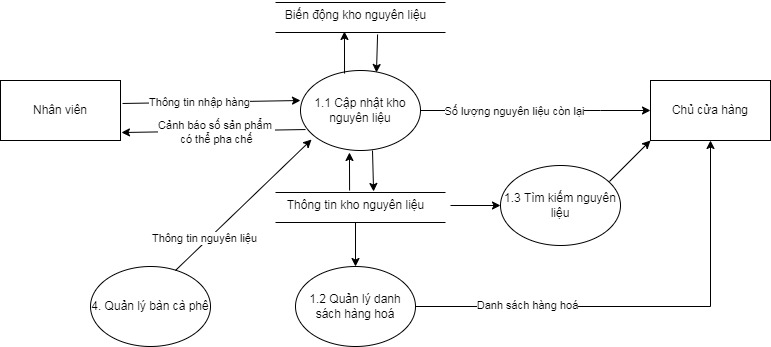 Biến động kho nguyên liệu
1.1 Cập nhật kho
nguyên liệu
Nhân viên
Thông tin nhập hàng
Số lượng nguyên liệu còn lại
Chủ cửa hàng
Cảnh báo số sản phẩm
có thể pha chế
Thông tin kho nguyên liệu
1.3 Tìm kiếm nguyên
liệu
Thông tin nguyên liệu
4. Quản lý bán cà phê
1.2 Quản lý danh
sách hàng hoá
Danh sách hàng hoá